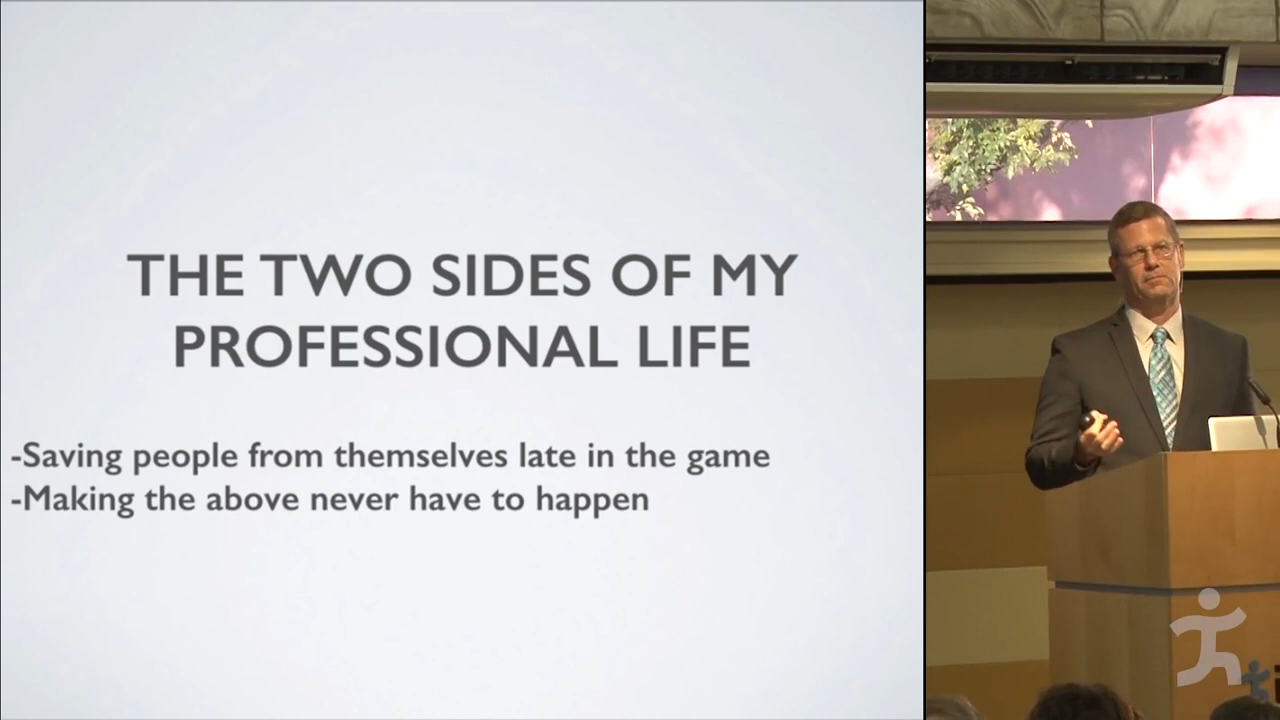 THE TWO SIDES OF MY
PROFESSIONAL LIFE
-Saving people from themselves late in the game
-Making the above never have to happen